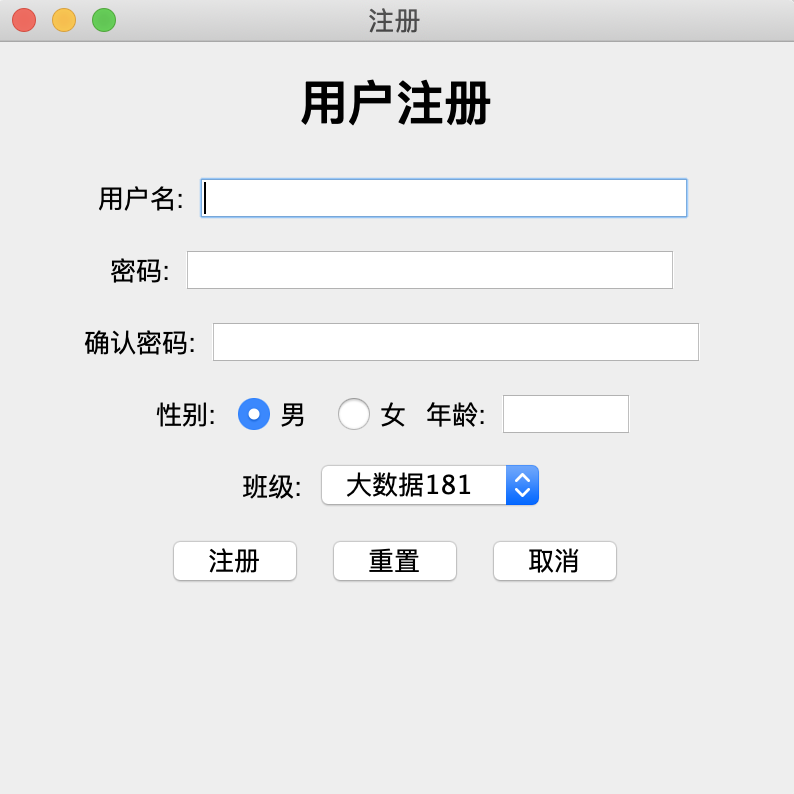 注册
用户注册
用户名:
密码:
确认密码:
性别: 男 女 年龄:
班级: 大数据181
注册 重置 取消